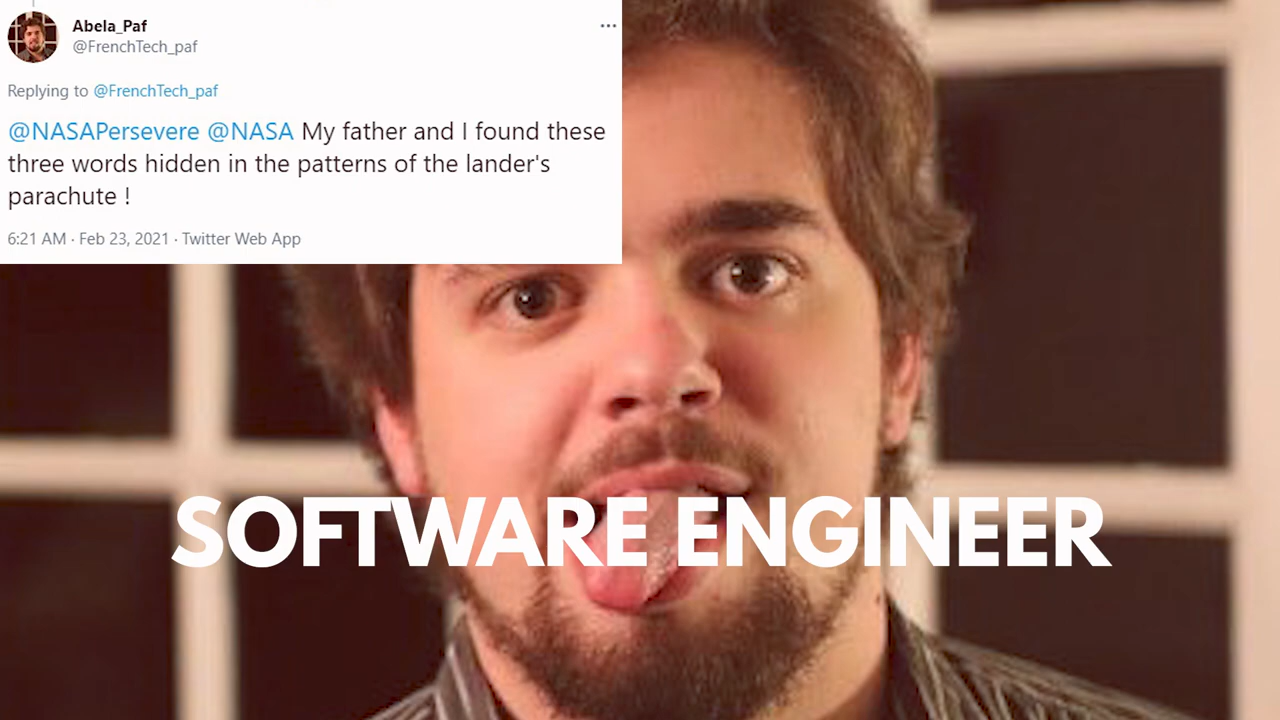 Abela_Paf
@FrenchTech_paf
Replying to @FrenchTech_paf
@NASAPersevere @NASA My father and I found these
three words hidden in the patterns of the lander's
parachute !
6:21 AM · Feb 23, 2021 · Twitter Web App
SOFTWARE ENGINEER